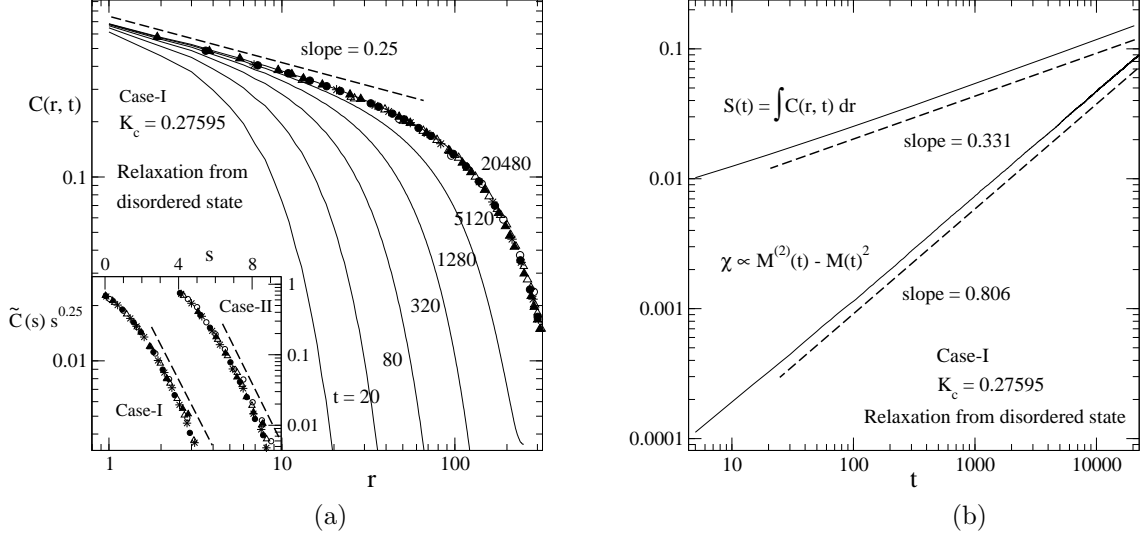 C(r, t)
0.1
0.01
slope = 0.25
Case-I
K_c = 0.27595
Relaxation from
disordered state
20480
5120
1280
320
80
t = 20
0 4 s 8
1
0.1
0.01
Case-II
Case-I
C̃(s) s^0.25
1 10 100
r
(a)
0.1
0.01
0.001
0.0001
S(t) = ∫C(r, t) dr
slope = 0.331
χ ∝ M^(2)(t) - M(t)^2
slope = 0.806
Case-I
K_c = 0.27595
Relaxation from disordered state
10 100 1000 10000
t
(b)